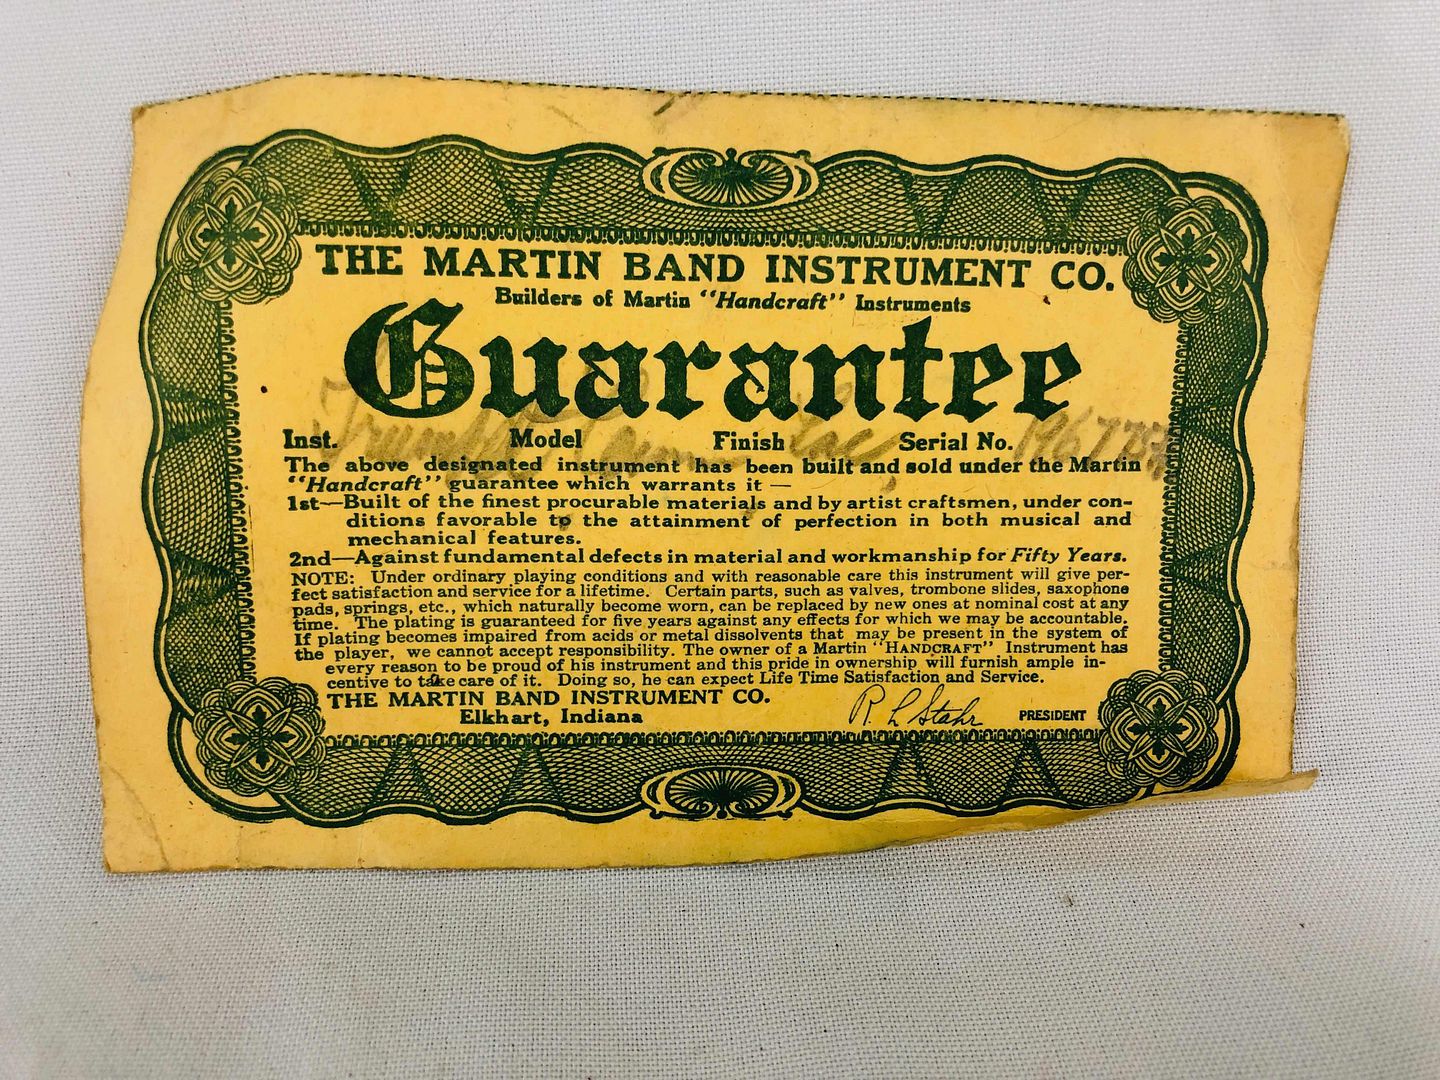 THE MARTIN BAND INSTRUMENT CO.
Builders of Martin "Handcraft" Instruments
Guarantee
Inst. Trumpet Model Finish Lac Serial No.
The above designated instrument has been built and sold under the Martin
"Handcraft" guarantee which warrants it —
1st—Built of the finest procurable materials and by artist craftsmen, under con-
ditions favorable to the attainment of perfection in both musical and
mechanical features.
2nd—Against fundamental defects in material and workmanship for Fifty Years.
NOTE: Under ordinary playing conditions and with reasonable care this instrument will give per-
fect satisfaction and service for a lifetime. Certain parts, such as valves, trombone slides, saxophone
pads, springs, etc., which naturally become worn, can be replaced by new ones at nominal cost at any
time. The plating is guaranteed for five years against any effects for which we may be accountable.
If plating becomes impaired from acids or metal dissolvents that may be present in the system of
the player, we cannot accept responsibility. The owner of a Martin "HANDCRAFT" Instrument has
every reason to be proud of his instrument and this pride in ownership will furnish ample in-
centive to take care of it. Doing so, he can expect Life Time Satisfaction and Service.
THE MARTIN BAND INSTRUMENT CO.
Elkhart, Indiana R. L. Stahr PRESIDENT